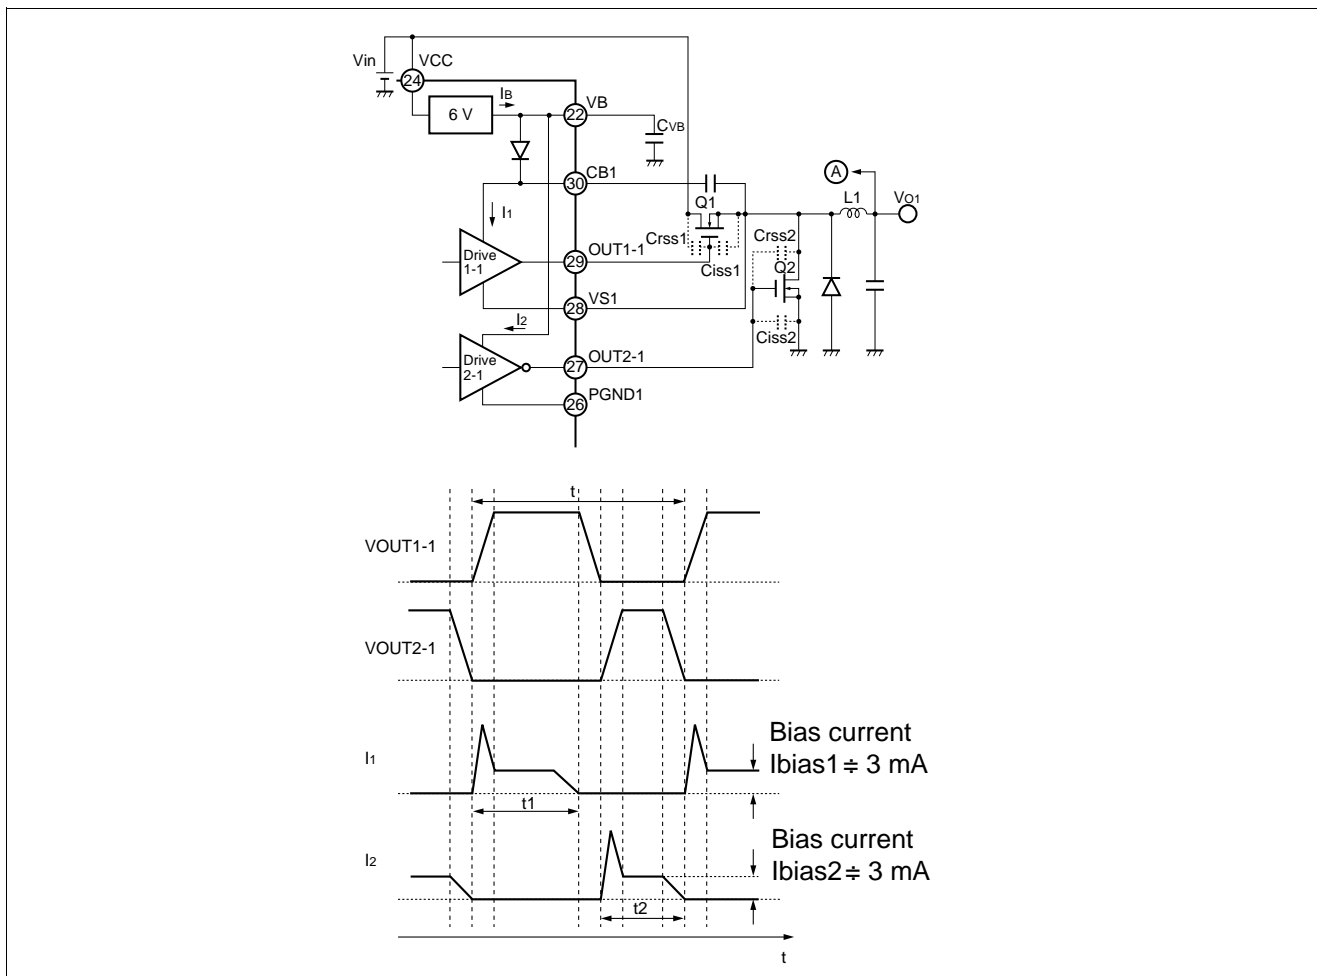 Vin
VCC
24
6 V
IB
VB
22
CVB
CB1
30
A
Q1
L1
VO1
I1
Crss1
Crss2
Drive
1-1
OUT1-1
29
Ciss1
Q2
VS1
28
I2
Ciss2
Drive
2-1
OUT2-1
27
PGND1
26
t
VOUT1-1
VOUT2-1
I1
t1
Bias current
Ibias1 ≑ 3 mA
I2
t2
Bias current
Ibias2 ≑ 3 mA
t